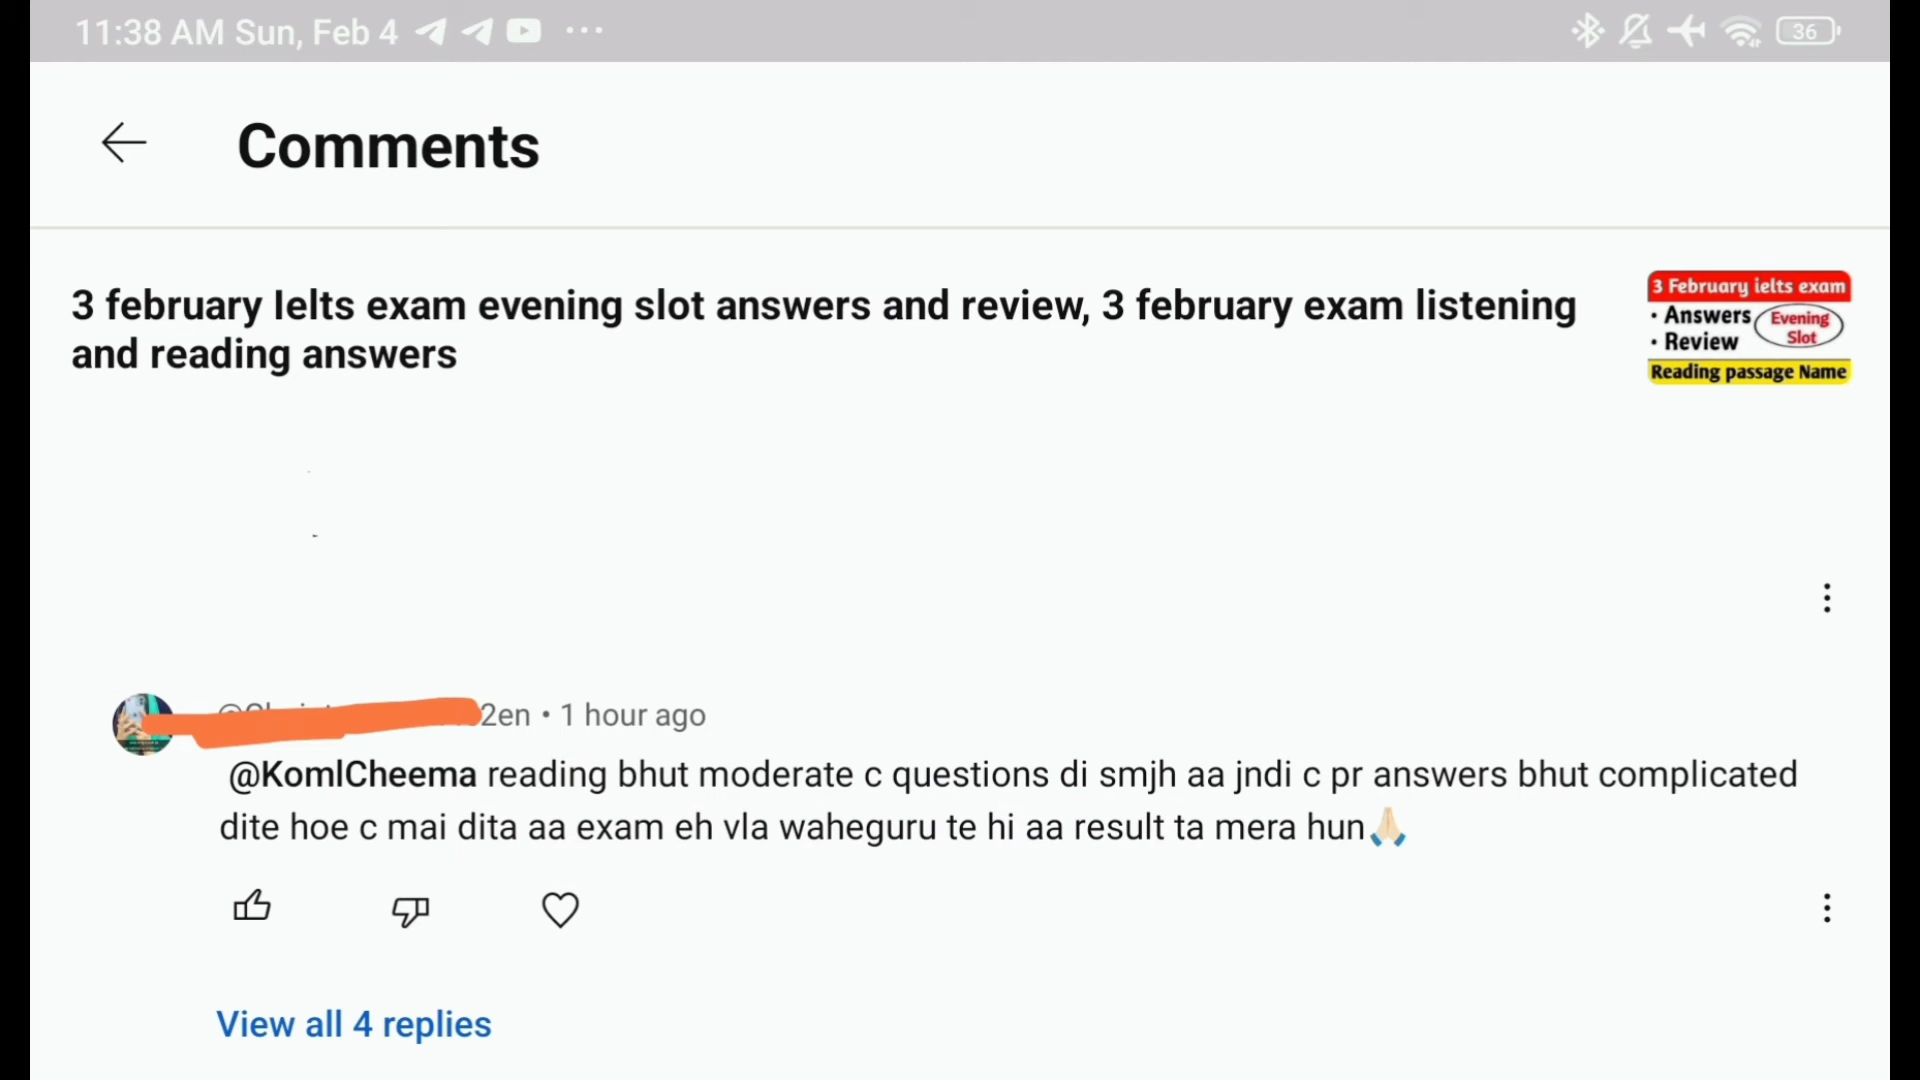 11:38 AM Sun, Feb 4
36
Comments
3 february Ielts exam evening slot answers and review, 3 february exam listening
and reading answers
3 February ielts exam
• Answers
• Review
Evening
Slot
Reading passage Name
2en • 1 hour ago
@KomlCheema reading bhut moderate c questions di smjh aa jndi c pr answers bhut complicated
dite hoe c mai dita aa exam eh vla waheguru te hi aa result ta mera hun🙏🏻
View all 4 replies